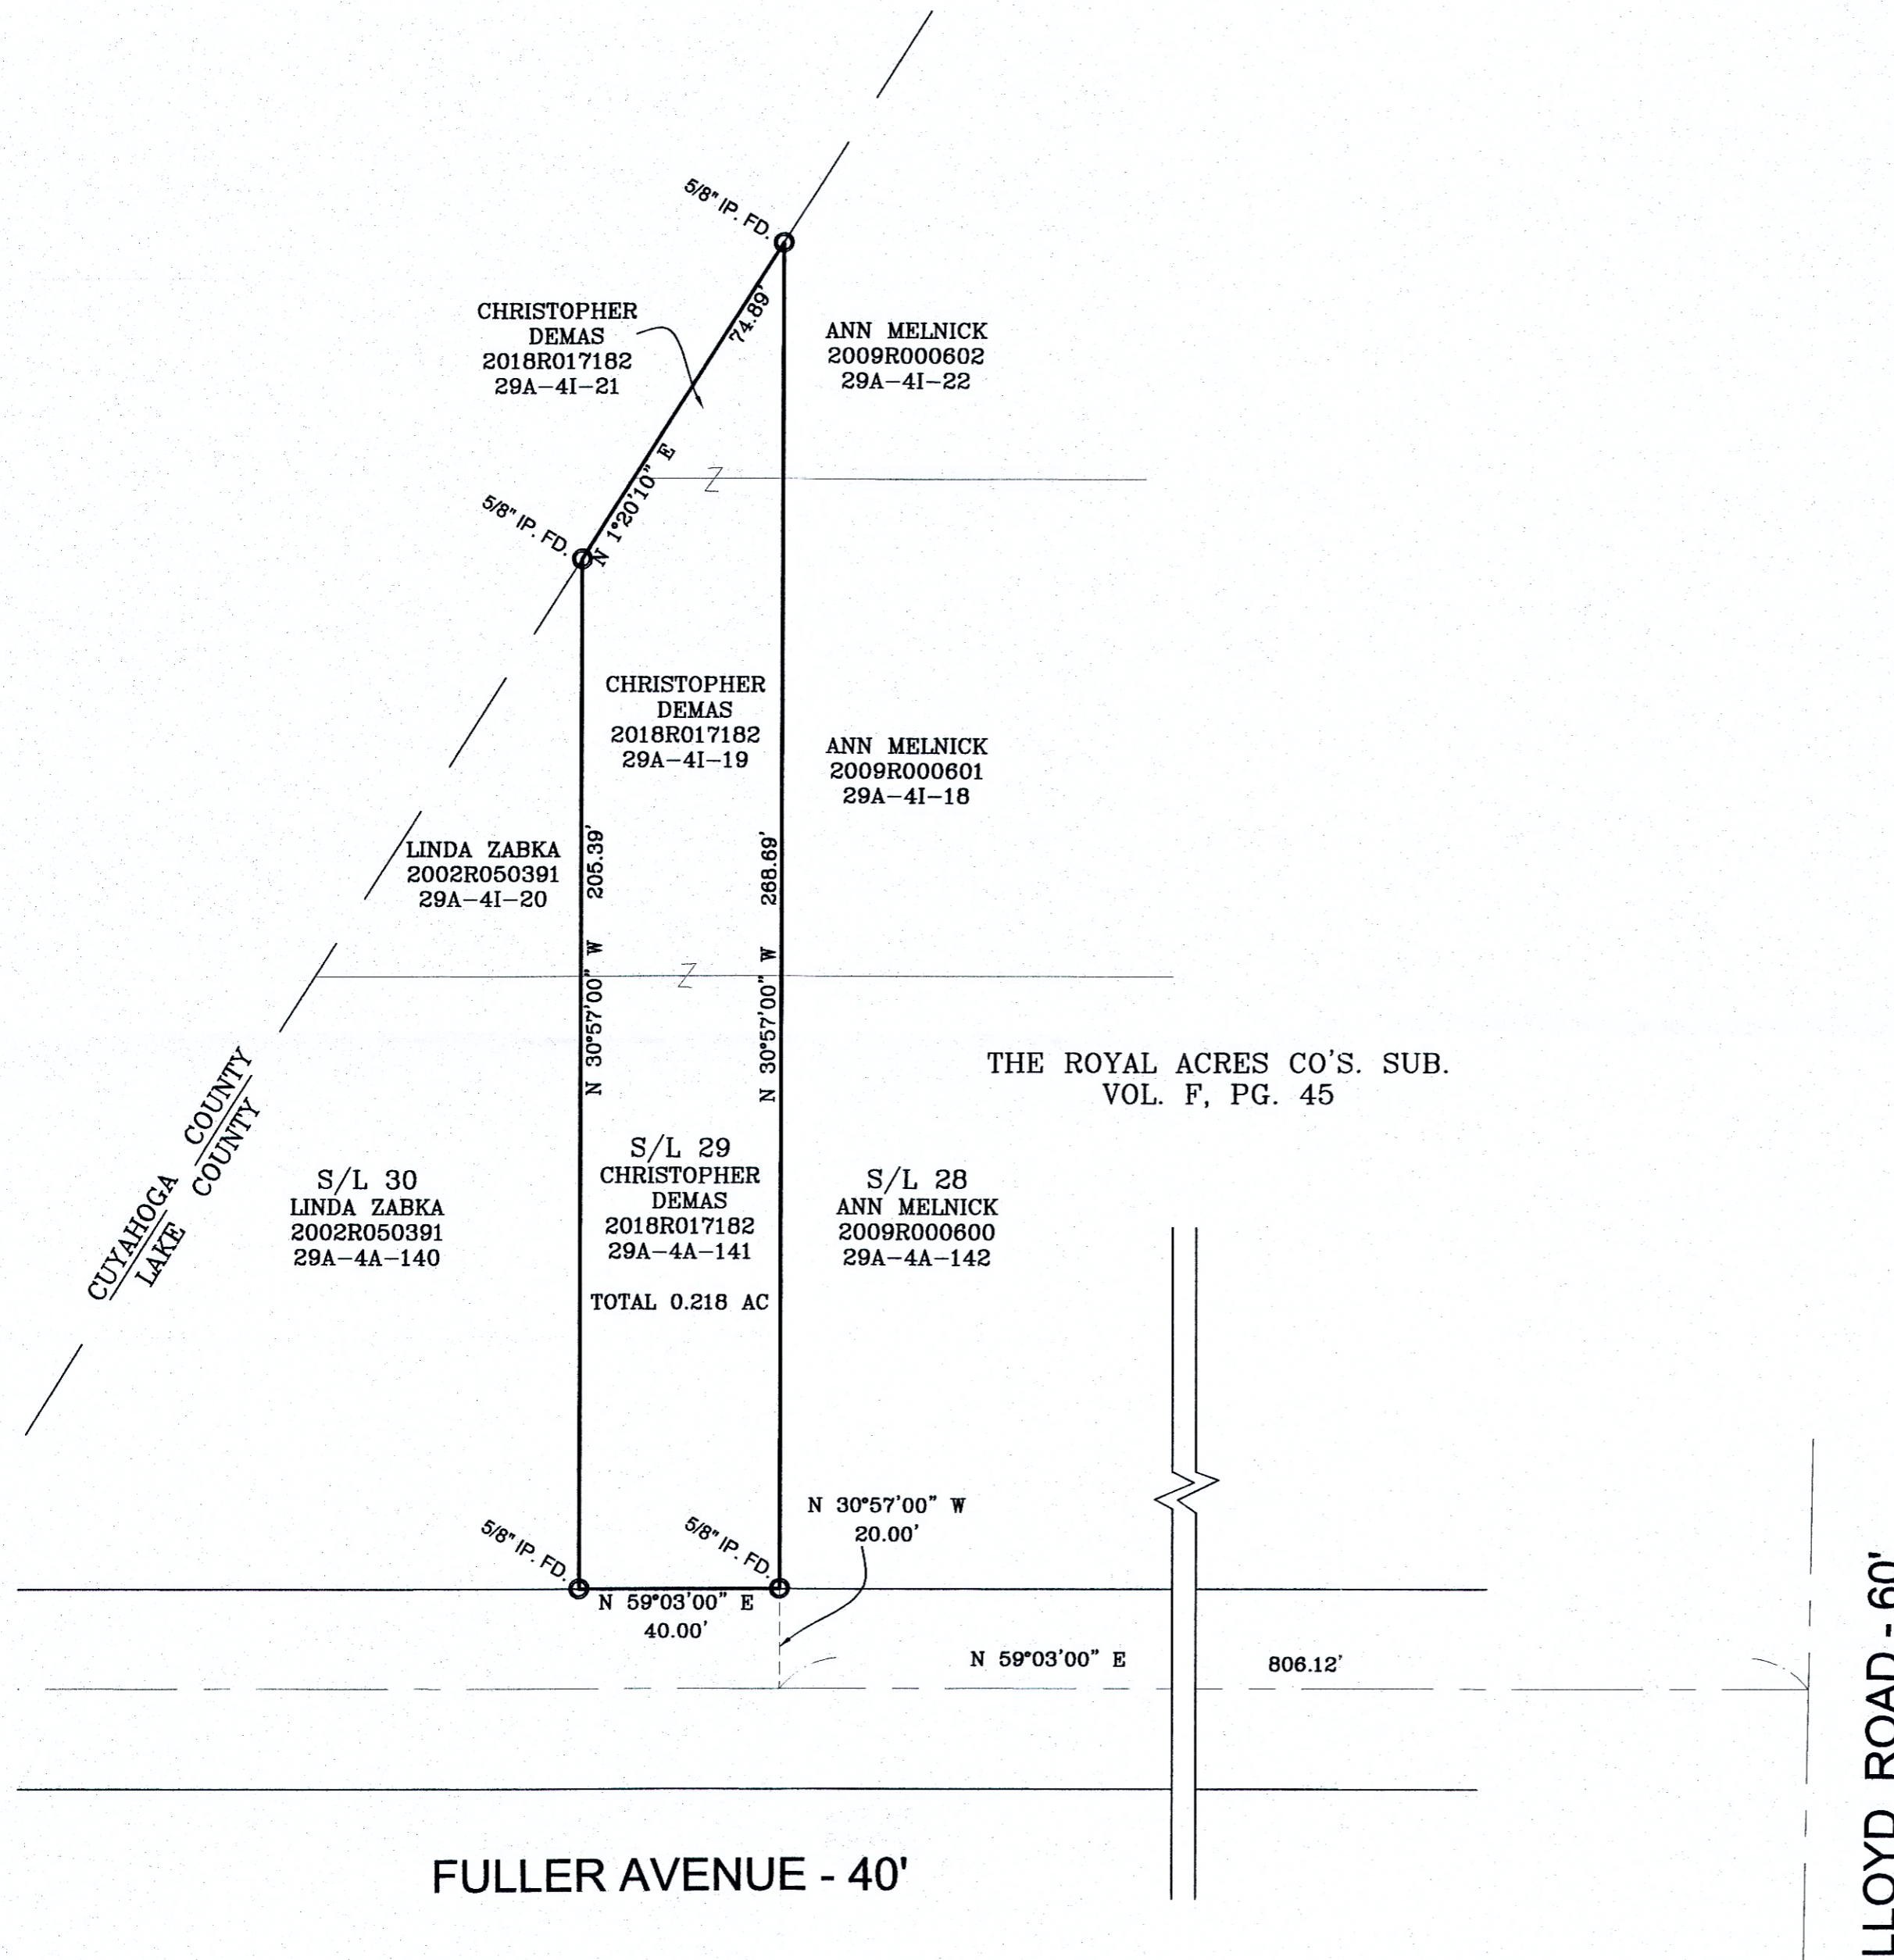 5/8" IP. FD.
CHRISTOPHER
DEMAS
2018R017182
29A-4I-21
74.89'
N 1°20'10" E
ANN MELNICK
2009R000602
29A-4I-22
5/8" IP. FD.
CHRISTOPHER
DEMAS
2018R017182
29A-4I-19
ANN MELNICK
2009R000601
29A-4I-18
LINDA ZABKA
2002R050391
29A-4I-20
N 30°57'00" W 205.39'
N 30°57'00" W 268.69'
THE ROYAL ACRES CO'S. SUB.
VOL. F, PG. 45
CUYAHOGA COUNTY
LAKE COUNTY
S/L 30
LINDA ZABKA
2002R050391
29A-4A-140
S/L 29
CHRISTOPHER
DEMAS
2018R017182
29A-4A-141
TOTAL 0.218 AC
S/L 28
ANN MELNICK
2009R000600
29A-4A-142
5/8" IP. FD.
5/8" IP. FD.
N 30°57'00" W
20.00'
N 59°03'00" E
40.00'
N 59°03'00" E 806.12'
FULLER AVENUE - 40'
LLOYD ROAD - 60'